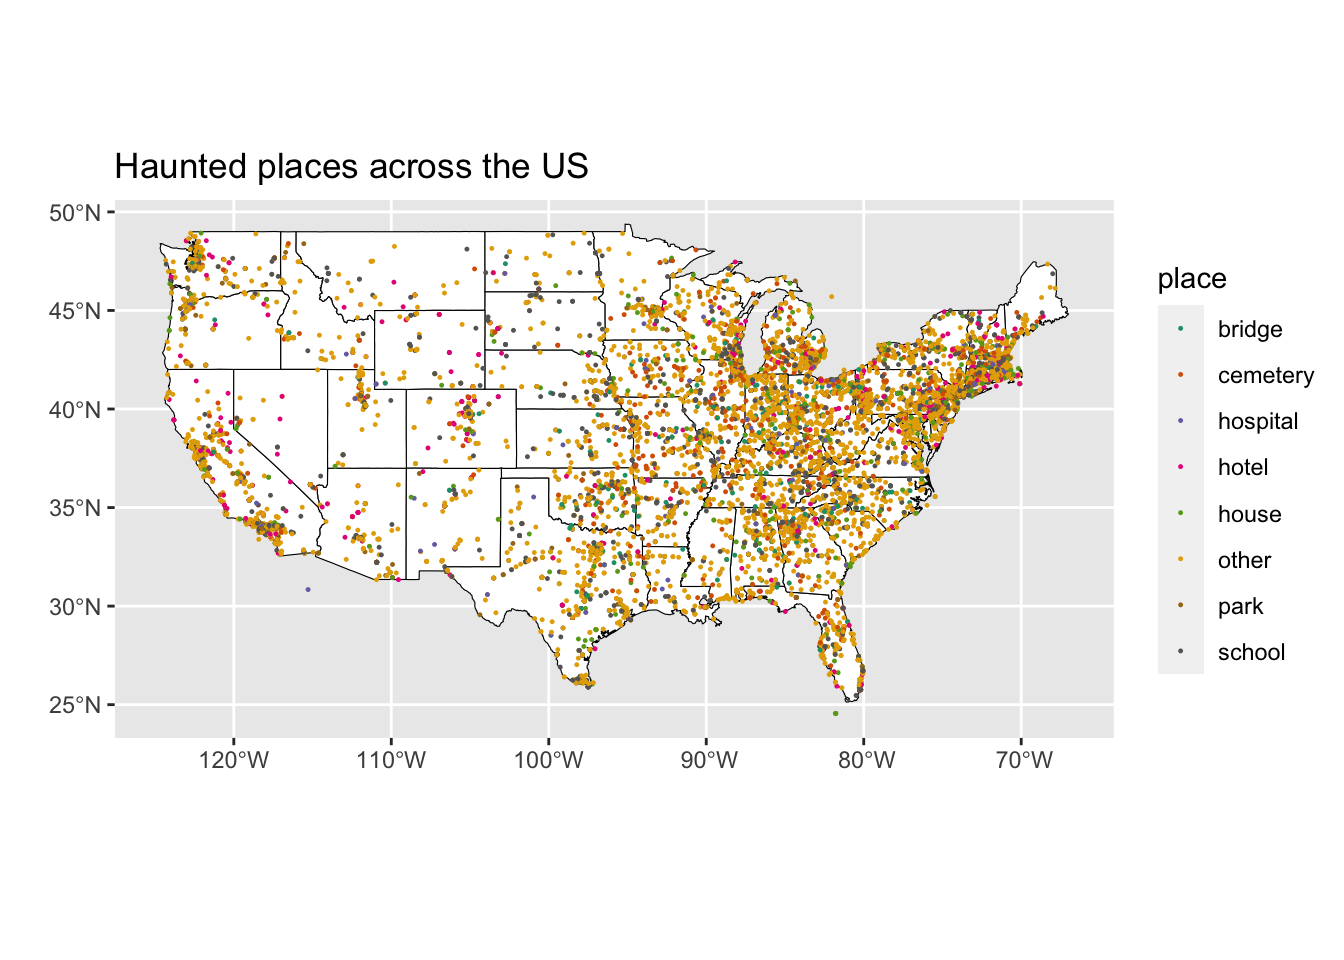 Haunted places across the US
50°N
45°N
40°N
35°N
30°N
25°N
120°W
110°W
100°W
90°W
80°W
70°W
place
bridge
cemetery
hospital
hotel
house
other
park
school